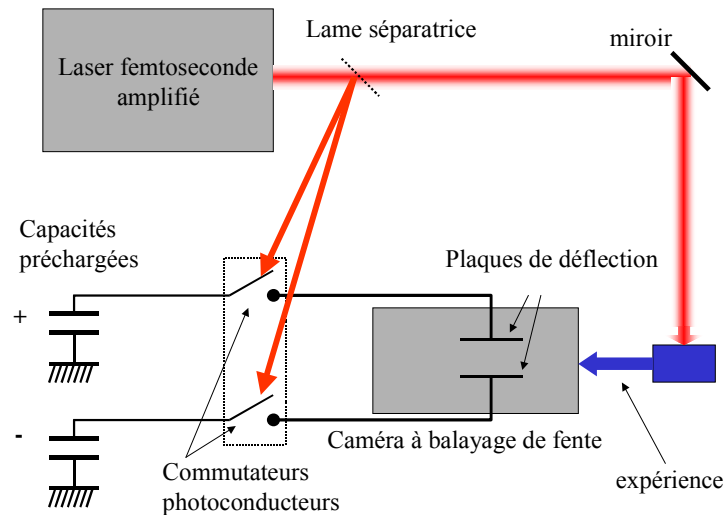 Lame séparatrice
miroir
Laser femtoseconde
amplifié
Capacités
préchargées
Plaques de déflection
+
-
Caméra à balayage de fente
Commutateurs
photoconducteurs
expérience